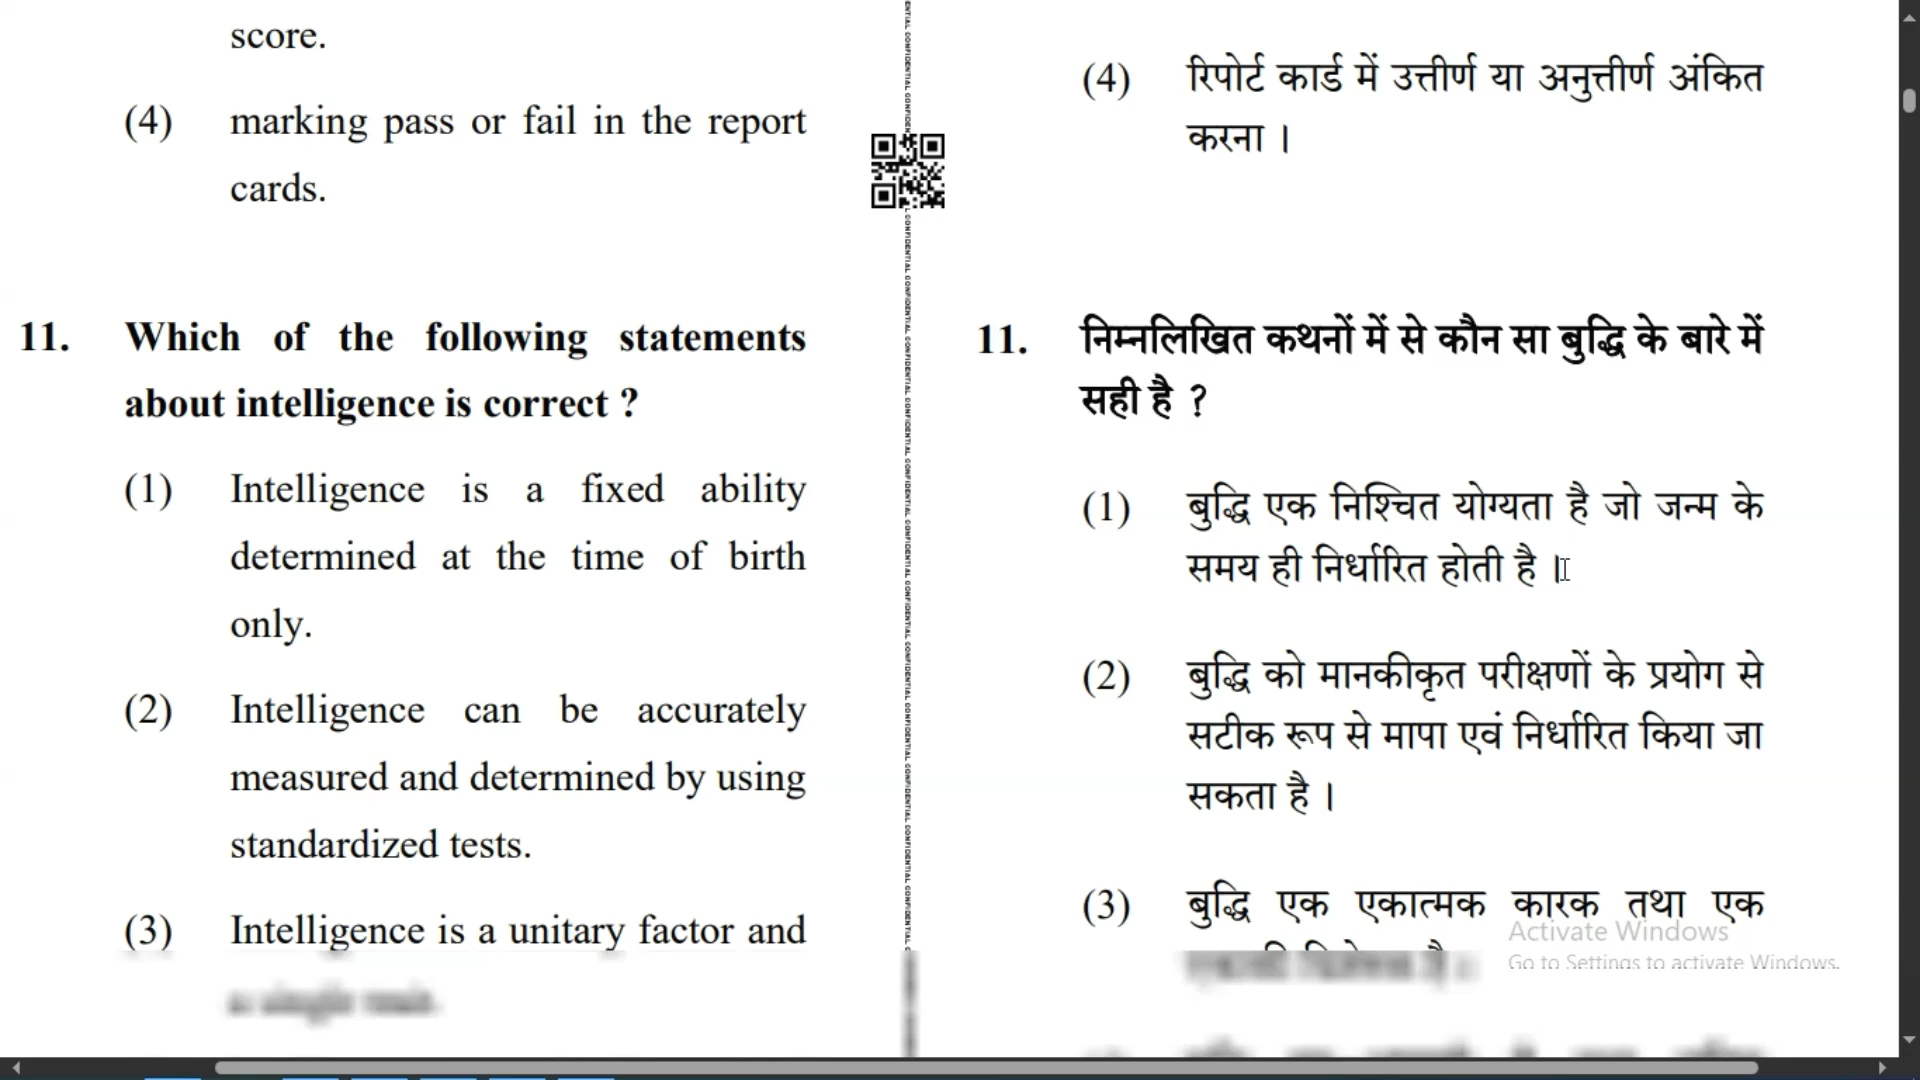 score.
(4) marking pass or fail in the report
cards.
11. Which of the following statements
about intelligence is correct ?
(1) Intelligence is a fixed ability
determined at the time of birth
only.
(2) Intelligence can be accurately
measured and determined by using
standardized tests.
(3) Intelligence is a unitary factor and
(4) रिपोर्ट कार्ड में उत्तीर्ण या अनुत्तीर्ण अंकित
करना ।
11. निम्नलिखित कथनों में से कौन सा बुद्धि के बारे में
सही है ?
(1) बुद्धि एक निश्चित योग्यता है जो जन्म के
समय ही निर्धारित होती है ।
(2) बुद्धि को मानकीकृत परीक्षणों के प्रयोग से
सटीक रूप से मापा एवं निर्धारित किया जा
सकता है ।
(3) बुद्धि एक एकात्मक कारक तथा एक
Activate Windows
Go to Settings to activate Windows.